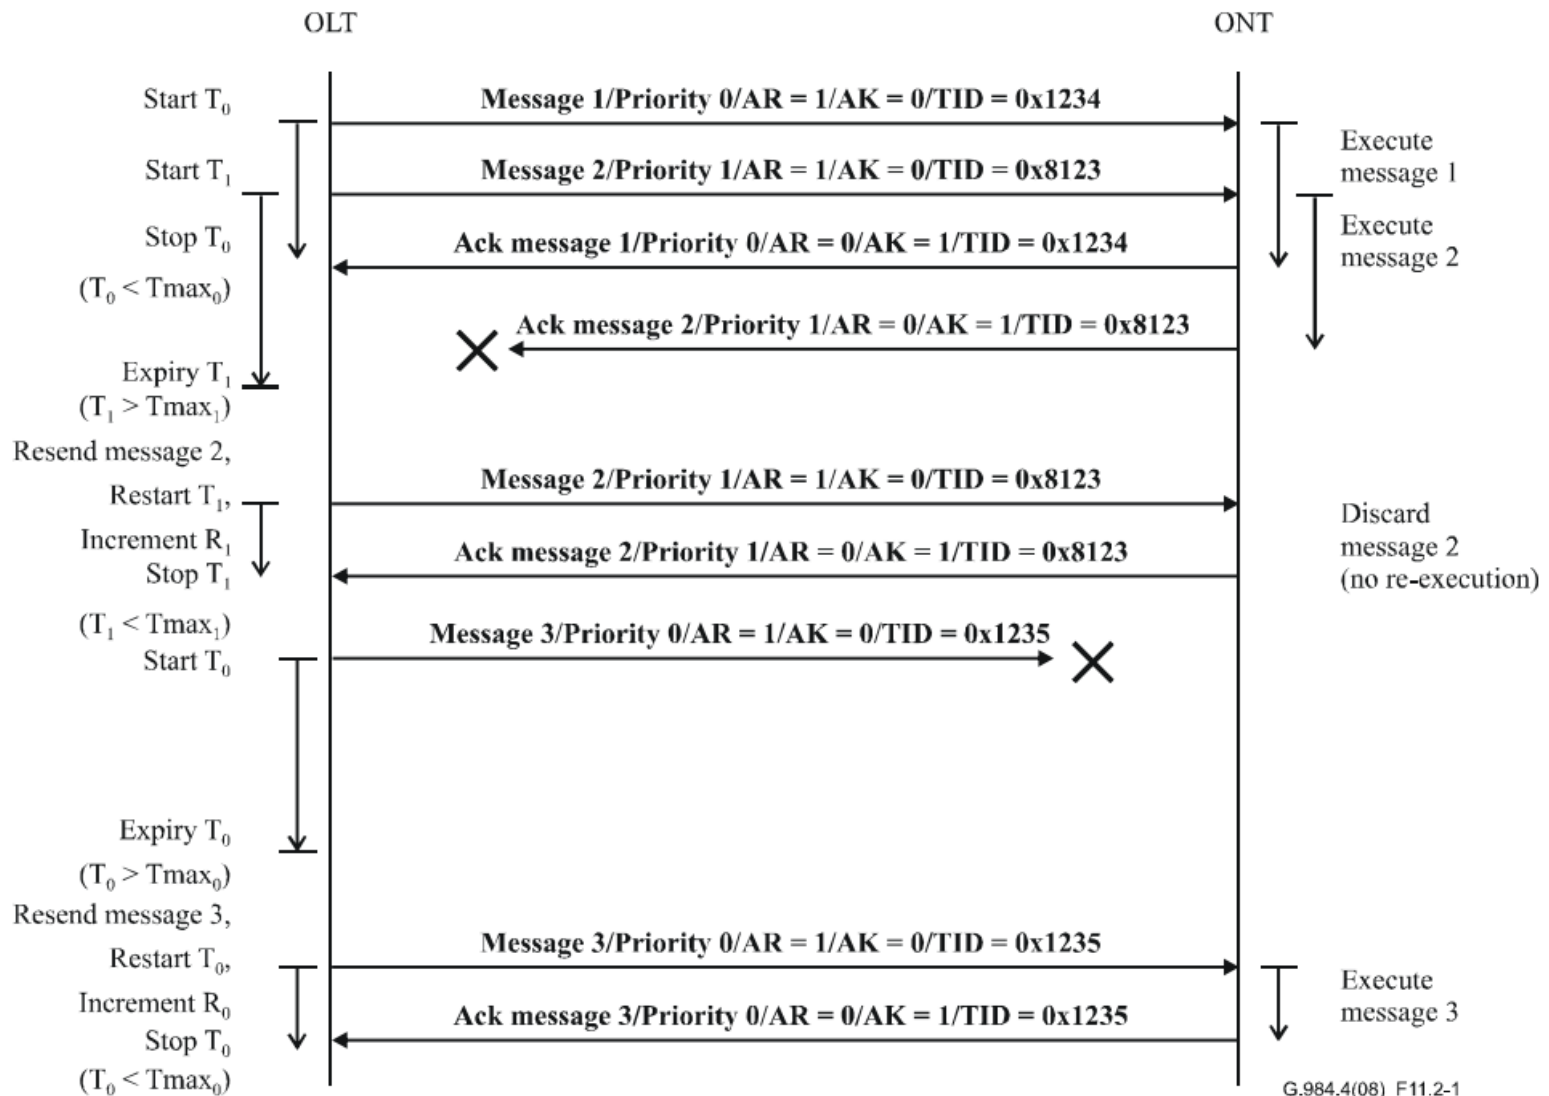 OLT
ONT
Start T₀
Message 1/Priority 0/AR = 1/AK = 0/TID = 0x1234
Execute
message 1
Start T₁
Message 2/Priority 1/AR = 1/AK = 0/TID = 0x8123
Stop T₀
(T₀ < Tmax₀)
Ack message 1/Priority 0/AR = 0/AK = 1/TID = 0x1234
Execute
message 2
Ack message 2/Priority 1/AR = 0/AK = 1/TID = 0x8123
Expiry T₁
(T₁ > Tmax₁)
Resend message 2,
Restart T₁,
Message 2/Priority 1/AR = 1/AK = 0/TID = 0x8123
Increment R₁
Stop T₁
(T₁ < Tmax₁)
Ack message 2/Priority 1/AR = 0/AK = 1/TID = 0x8123
Discard
message 2
(no re-execution)
Message 3/Priority 0/AR = 1/AK = 0/TID = 0x1235
Start T₀
Expiry T₀
(T₀ > Tmax₀)
Resend message 3,
Restart T₀,
Message 3/Priority 0/AR = 1/AK = 0/TID = 0x1235
Increment R₀
Stop T₀
(T₀ < Tmax₀)
Ack message 3/Priority 0/AR = 0/AK = 1/TID = 0x1235
Execute
message 3
G.984.4(08)_F11.2-1